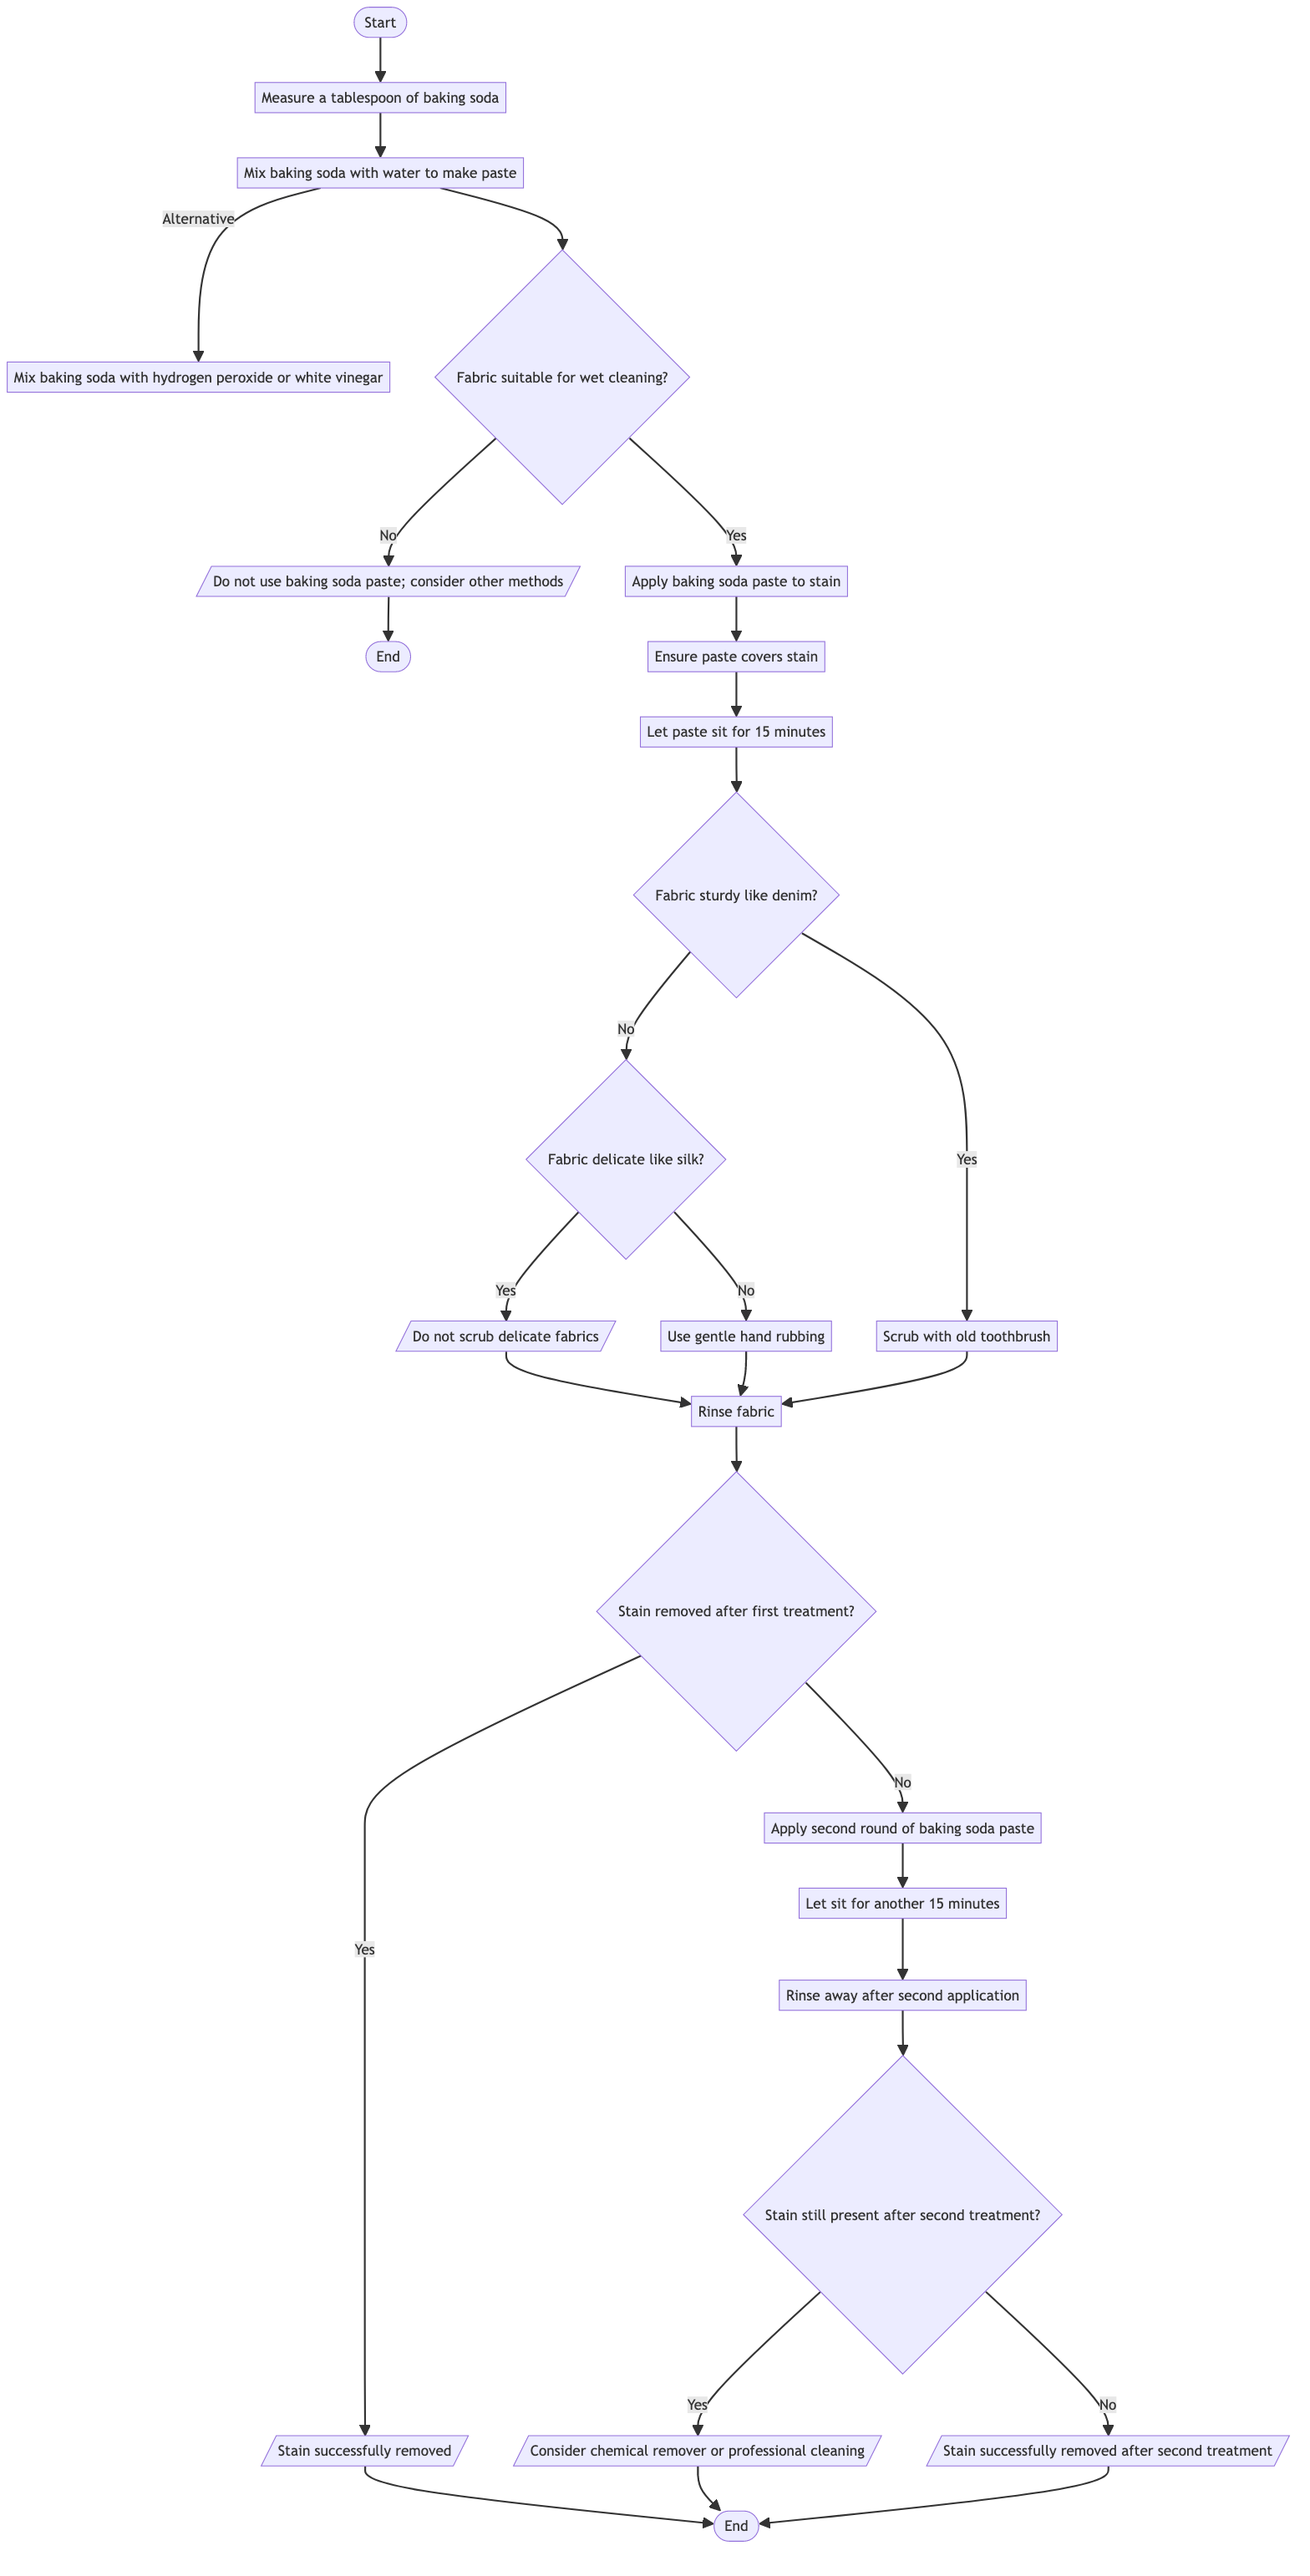 Start
Measure a tablespoon of baking soda
Mix baking soda with water to make paste
Alternative
Mix baking soda with hydrogen peroxide or white vinegar
Fabric suitable for wet cleaning?
No
Yes
Do not use baking soda paste; consider other methods
Apply baking soda paste to stain
End
Ensure paste covers stain
Let paste sit for 15 minutes
Fabric sturdy like denim?
No
Fabric delicate like silk?
Yes
Yes
No
Do not scrub delicate fabrics
Use gentle hand rubbing
Scrub with old toothbrush
Rinse fabric
Stain removed after first treatment?
No
Apply second round of baking soda paste
Let sit for another 15 minutes
Yes
Rinse away after second application
Stain still present after second treatment?
Yes
No
Stain successfully removed
Consider chemical remover or professional cleaning
Stain successfully removed after second treatment
End